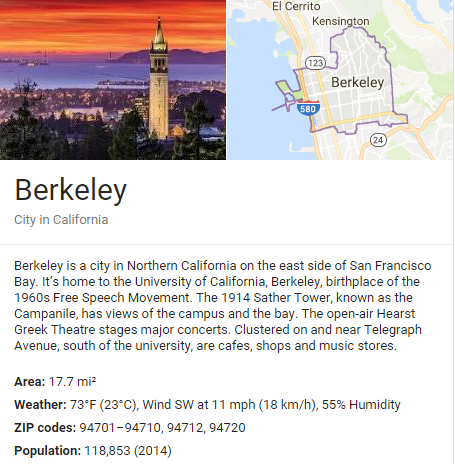 El Cerrito
Kensington
123
Berkeley
580
24
Berkeley
City in California
Berkeley is a city in Northern California on the east side of San Francisco
Bay. It’s home to the University of California, Berkeley, birthplace of the
1960s Free Speech Movement. The 1914 Sather Tower, known as the
Campanile, has views of the campus and the bay. The open-air Hearst
Greek Theatre stages major concerts. Clustered on and near Telegraph
Avenue, south of the university, are cafes, shops and music stores.
Area: 17.7 mi²
Weather: 73°F (23°C), Wind SW at 11 mph (18 km/h), 55% Humidity
ZIP codes: 94701–94710, 94712, 94720
Population: 118,853 (2014)